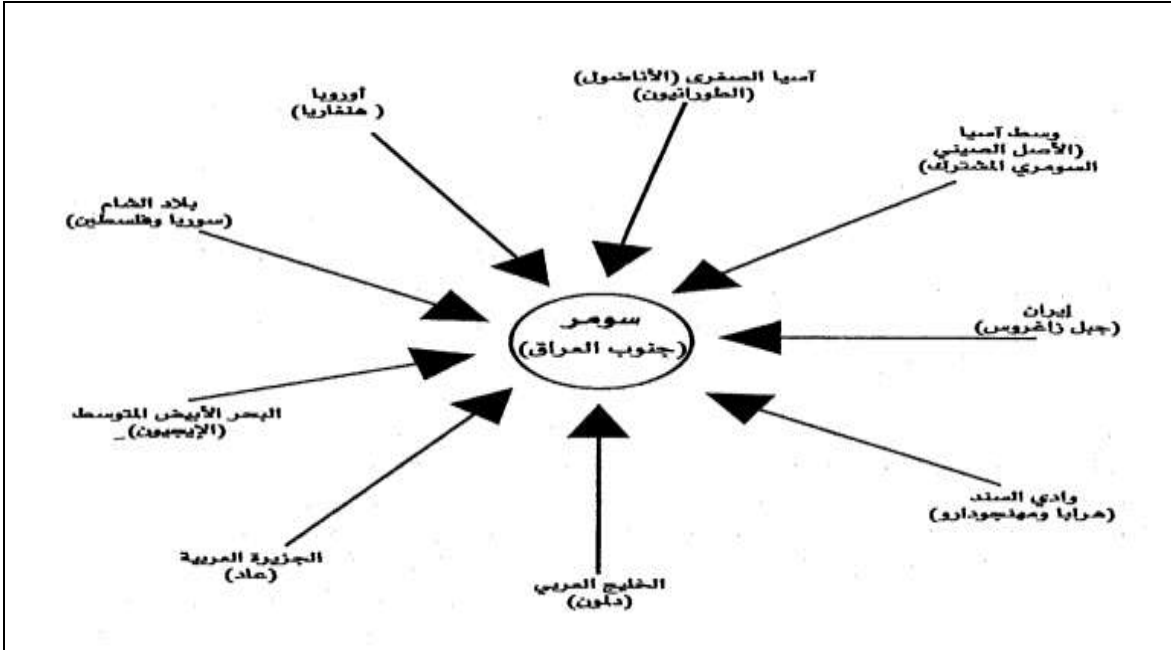 آسيا الصغرى (الأناضول)
(الطورانيون)
أوروبا
(هنغاريا)
وسط آسيا
(الأصل الصيني
السومري المشترك)
بلاد الشام
(سوريا وفلسطين)
سومر
(جنوب العراق)
إيران
(جبل زاغروس)
البحر الأبيض المتوسط
(الإيجيون)
وادي السند
(هرابا ومهنجودارو)
الجزيرة العربية
(عاد)
الخليج العربي
(دلمون)